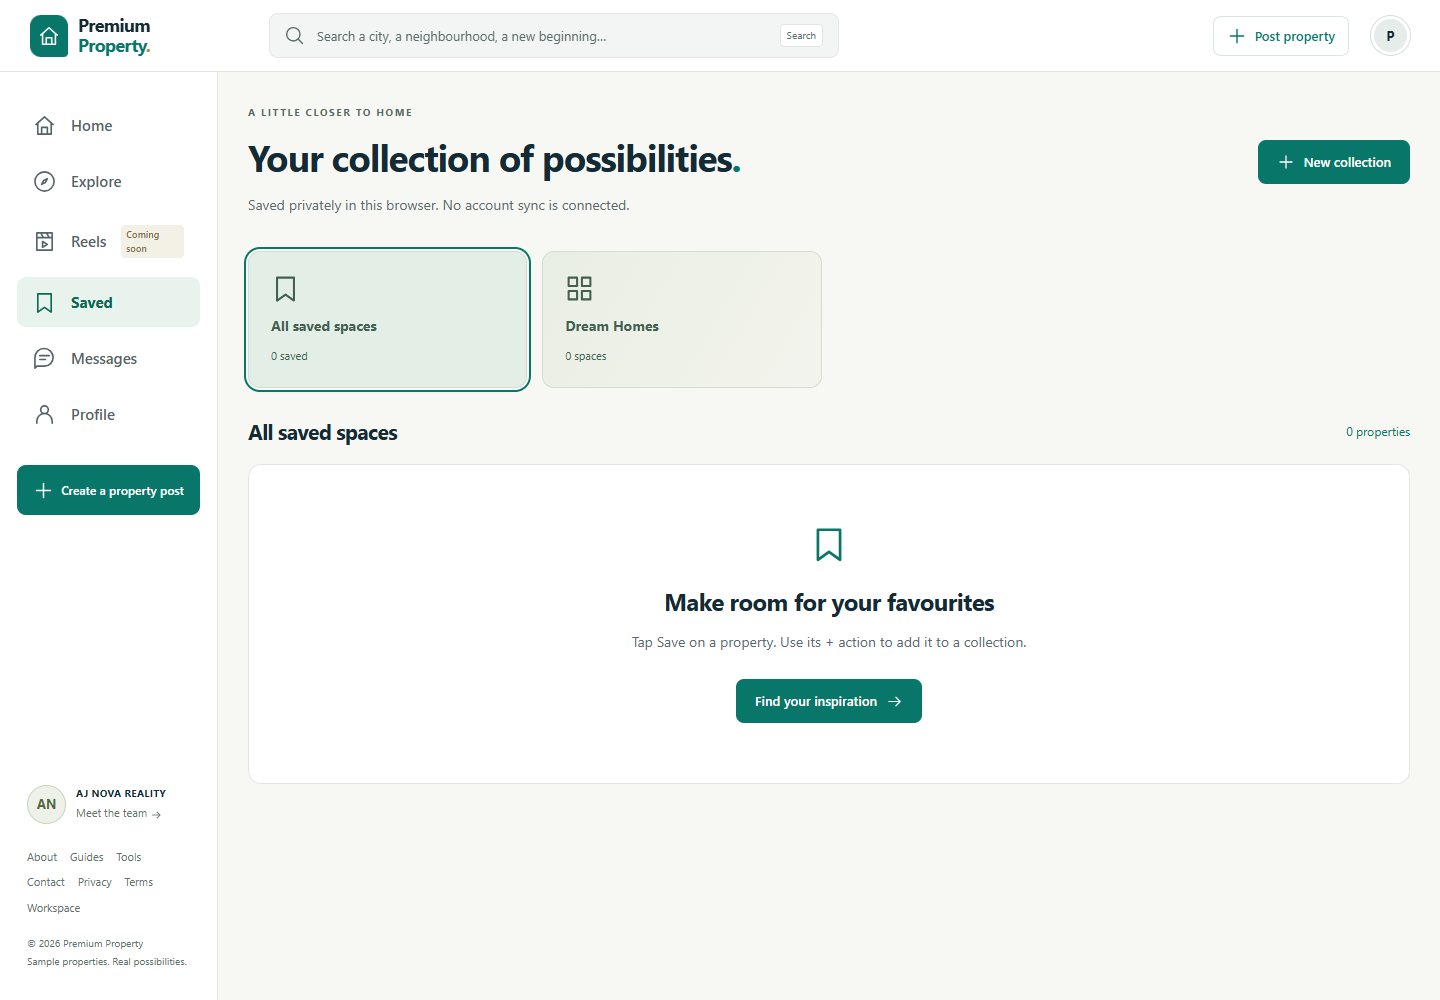 Premium
Property.
Search a city, a neighbourhood, a new beginning...
Search
Post property
P
Home
Explore
Reels
Coming
soon
Saved
Messages
Profile
Create a property post
AN
AJ NOVA REALITY
Meet the team →
About Guides Tools
Contact Privacy Terms
Workspace
© 2026 Premium Property
Sample properties. Real possibilities.
A LITTLE CLOSER TO HOME
Your collection of possibilities.
New collection
Saved privately in this browser. No account sync is connected.
All saved spaces
0 saved
Dream Homes
0 spaces
All saved spaces
0 properties
Make room for your favourites
Tap Save on a property. Use its + action to add it to a collection.
Find your inspiration →